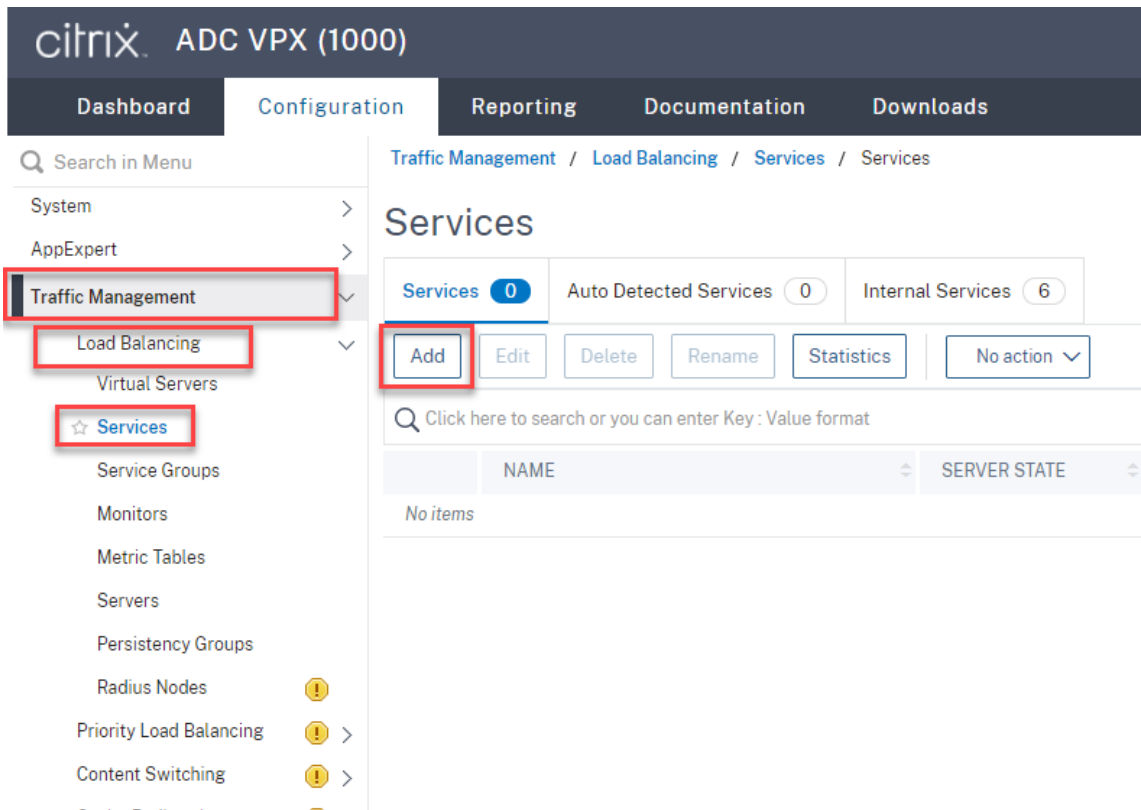 citrix. ADC VPX (1000)
Dashboard Configuration Reporting Documentation Downloads
Search in Menu
Traffic Management / Load Balancing / Services / Services
System
AppExpert
Traffic Management
Load Balancing
Virtual Servers
Services
Service Groups
Monitors
Metric Tables
Servers
Persistency Groups
Radius Nodes
Priority Load Balancing
Content Switching
Services
Services 0 Auto Detected Services 0 Internal Services 6
Add Edit Delete Rename Statistics No action
Click here to search or you can enter Key : Value format
NAME SERVER STATE
No items